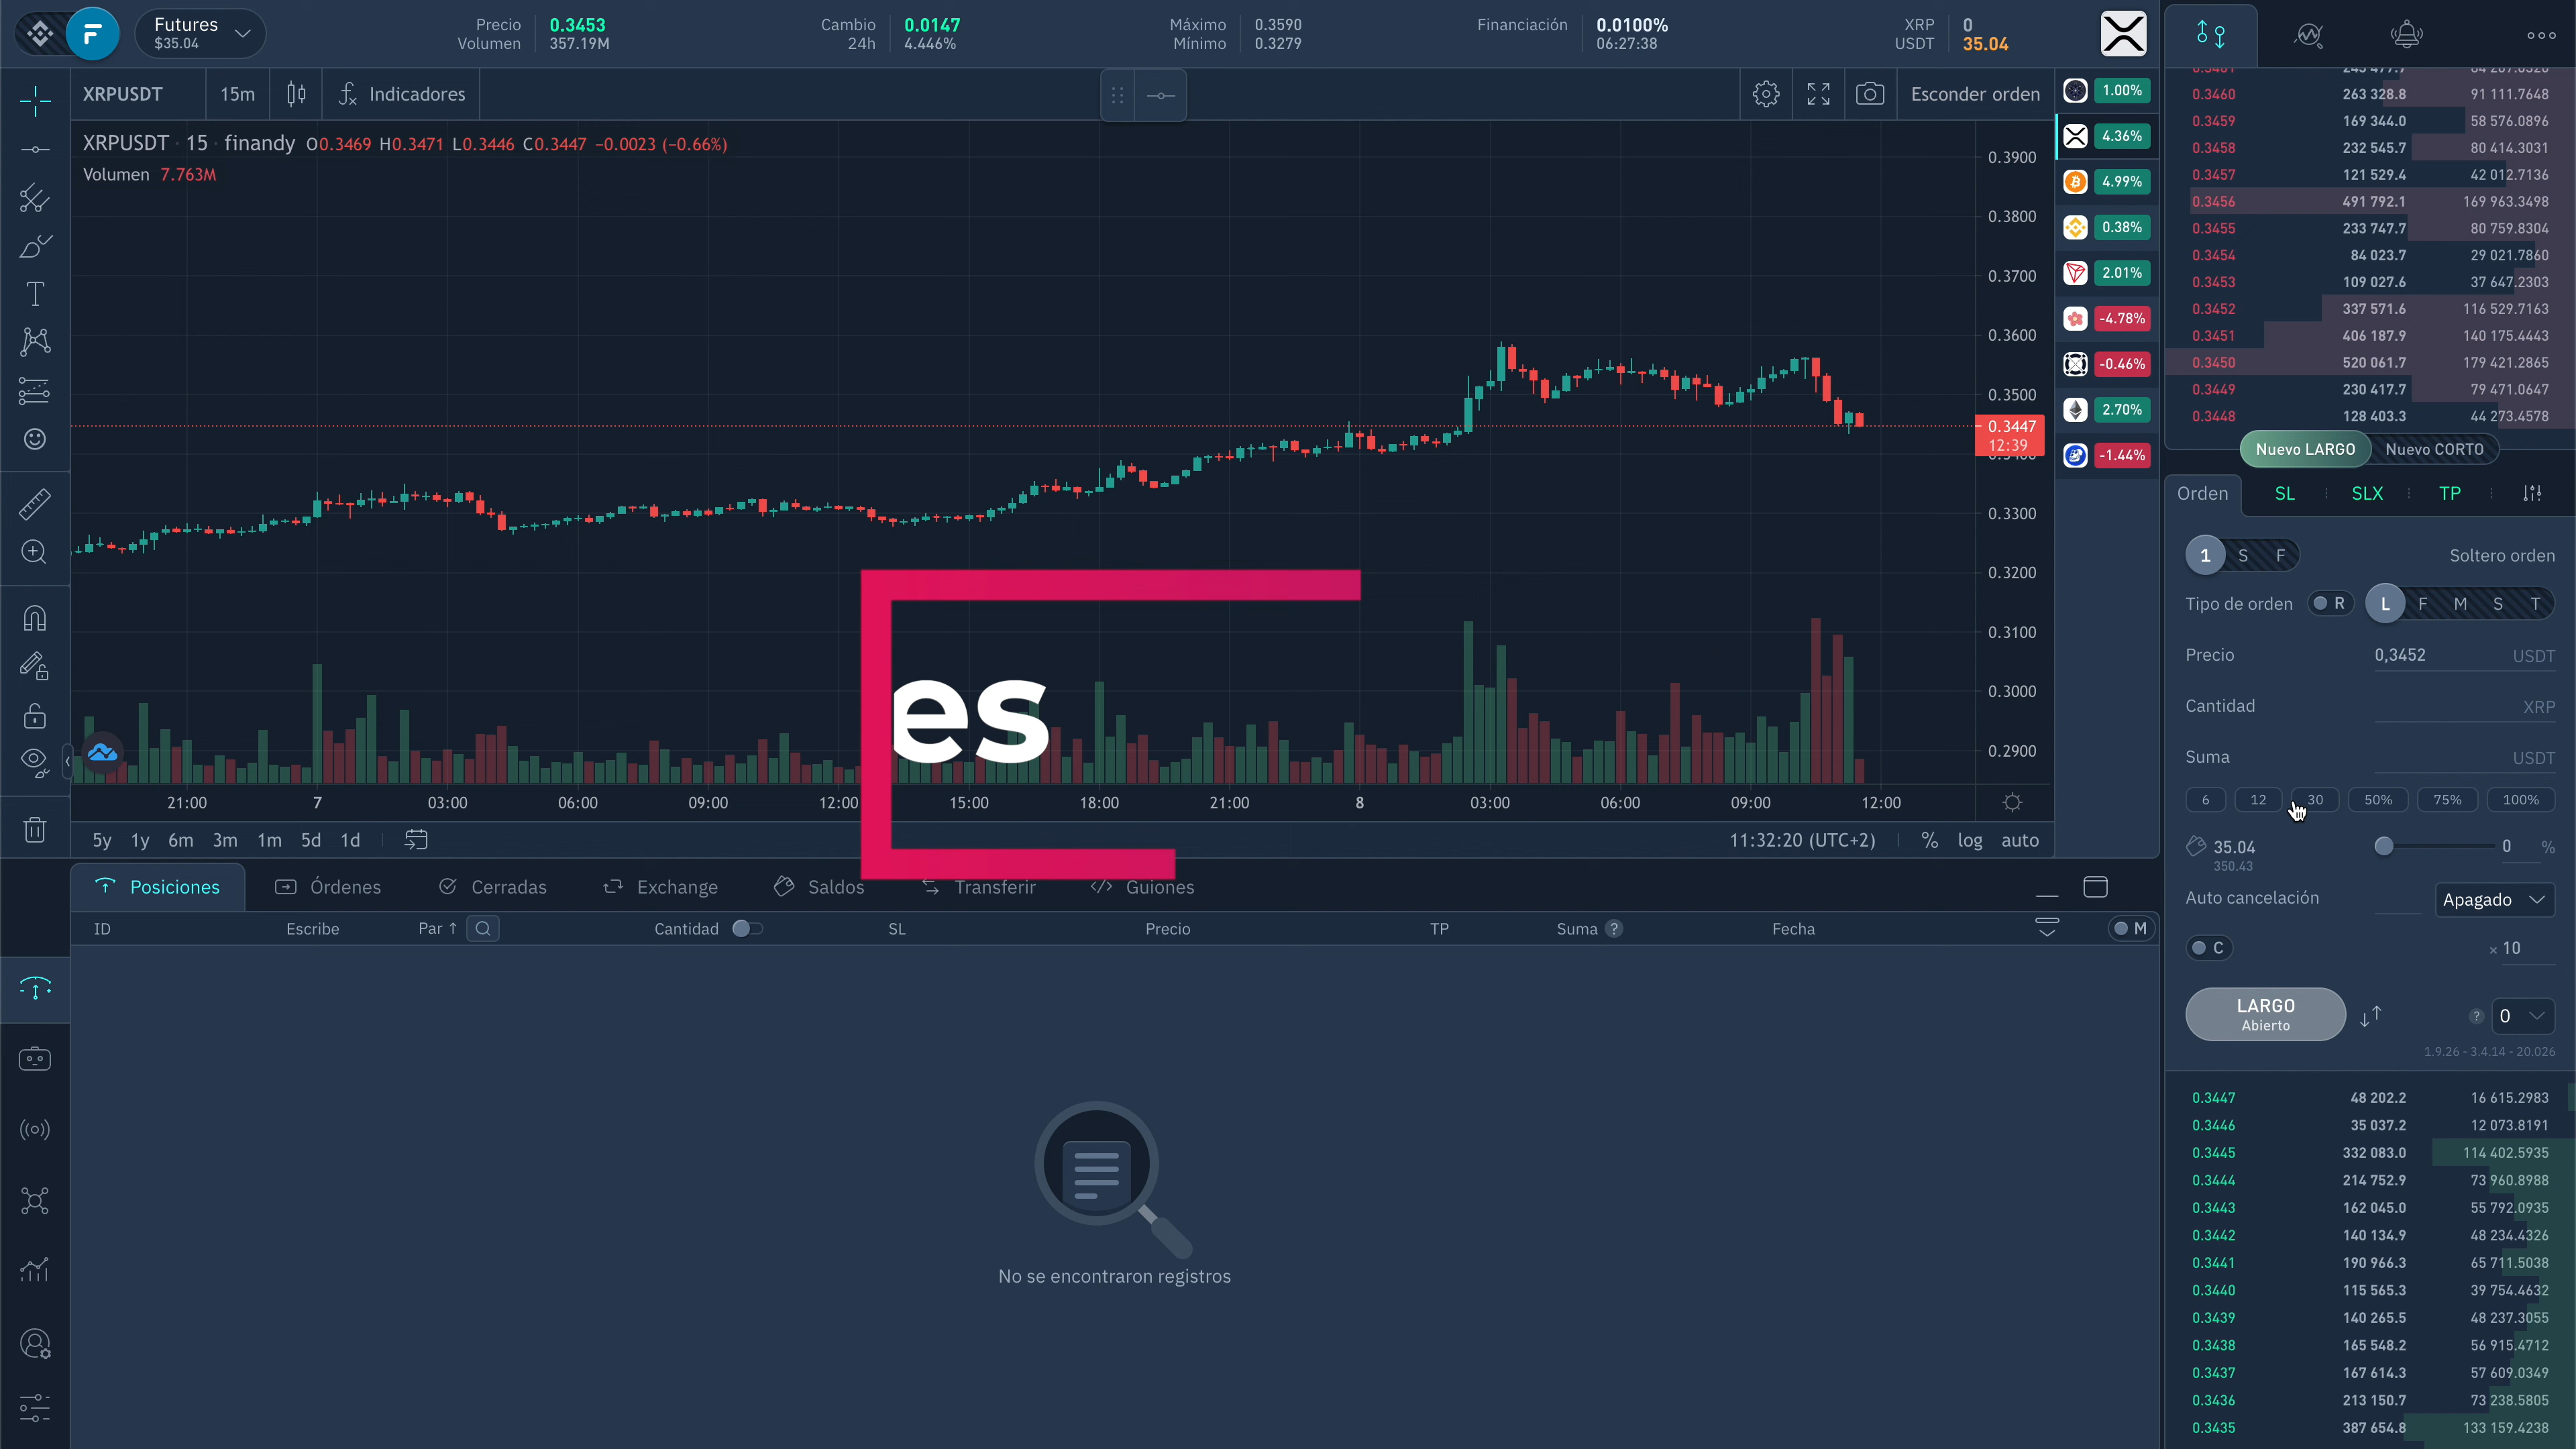 Futures
$35.04
Precio 0.3453
Volumen 357.19M
Cambio 0.0147
24h 4.446%
Máximo 0.3590
Mínimo 0.3279
Financiación 0.0100%
06:27:38
XRP 0
USDT 35.04
XRPUSDT 15m Indicadores Esconder orden
XRPUSDT · 15 · finandy O0.3469 H0.3471 L0.3446 C0.3447 −0.0023 (−0.66%)
Volumen 7.763M
0.3900
0.3800
0.3700
0.3600
0.3500
0.3447
12:39
0.3300
0.3200
0.3100
0.3000
0.2900
es
21:00 7 03:00 06:00 09:00 12:00 15:00 18:00 21:00 8 03:00 06:00 09:00 12:00
5y 1y 6m 3m 1m 5d 1d 11:32:20 (UTC+2) % log auto
1.00%
4.36%
4.99%
0.38%
2.01%
-4.78%
-0.46%
2.70%
-1.44%
Posiciones Órdenes Cerradas Exchange Saldos Transferir Guiones
ID Escribe Par ↑ Cantidad SL Precio TP Suma ? Fecha M
No se encontraron registros
0.3460 263 328.8 91 111.7648
0.3459 169 344.0 58 576.0896
0.3458 232 545.7 80 414.3031
0.3457 121 529.4 42 012.7136
0.3456 491 792.1 169 963.3498
0.3455 233 747.7 80 759.8304
0.3454 84 023.7 29 021.7860
0.3453 109 027.6 37 647.2303
0.3452 337 571.6 116 529.7163
0.3451 406 187.9 140 175.4443
0.3450 520 061.7 179 421.2865
0.3449 230 417.7 79 471.0647
0.3448 128 403.3 44 273.4578
Nuevo LARGO Nuevo CORTO
Orden SL SLX TP
1 S F Soltero orden
Tipo de orden R L F M S T
Precio 0,3452 USDT
Cantidad XRP
Suma USDT
6 12 30 50% 75% 100%
35.04 0 %
350.43
Auto cancelación Apagado
C × 10
LARGO
Abierto
? 0
1.9.26 - 3.4.14 - 20.026
0.3447 48 202.2 16 615.2983
0.3446 35 037.2 12 073.8191
0.3445 332 083.0 114 402.5935
0.3444 214 752.9 73 960.8988
0.3443 162 045.0 55 792.0935
0.3442 140 134.9 48 234.4326
0.3441 190 966.3 65 711.5038
0.3440 115 565.3 39 754.4632
0.3439 140 265.5 48 237.3055
0.3438 165 548.2 56 915.4712
0.3437 167 614.3 57 609.0349
0.3436 213 150.7 73 238.5805
0.3435 387 654.8 133 159.4238